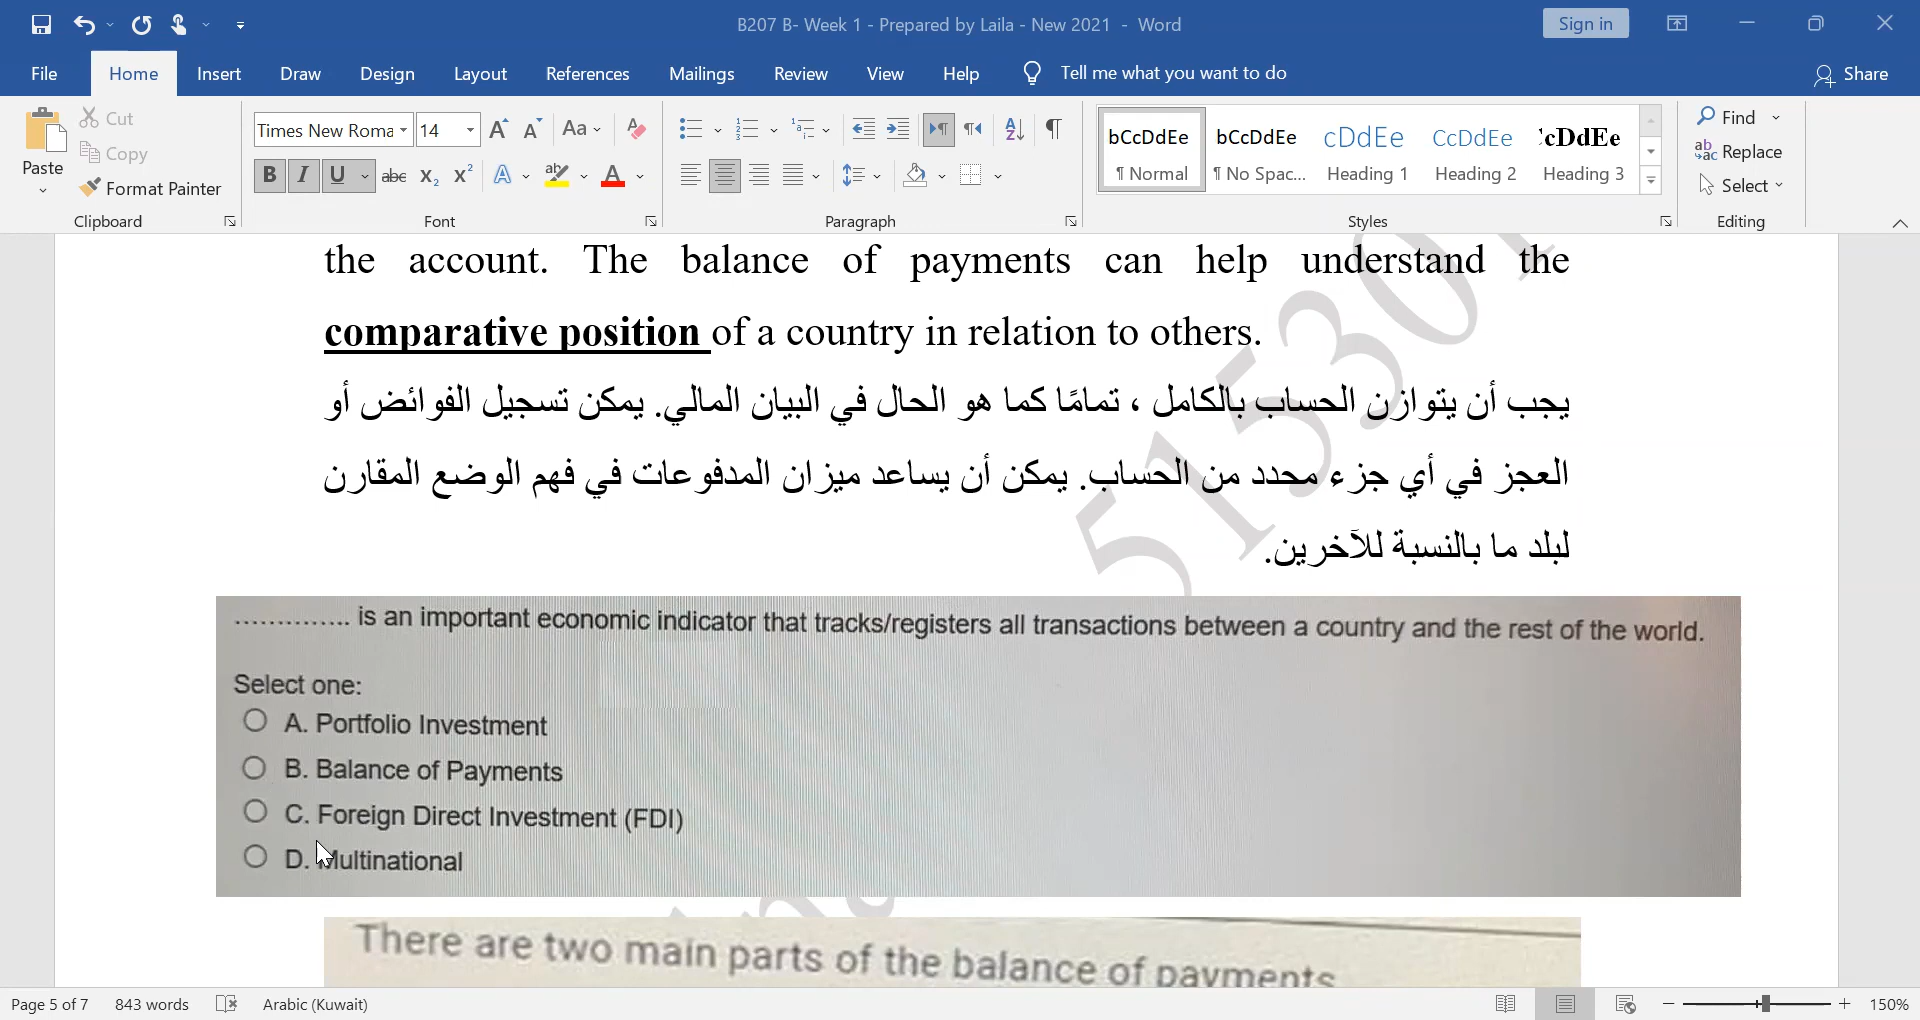 B207 B- Week 1 - Prepared by Laila - New 2021 - Word
Sign in
File Home Insert Draw Design Layout References Mailings Review View Help Tell me what you want to do Share
Paste
Cut
Copy
Format Painter
Clipboard
Times New Roma 14
Font
Paragraph
bCcDdEe bCcDdEe cDdEe CcDdEe 'cDdEe
¶ Normal ¶ No Spac... Heading 1 Heading 2 Heading 3
Styles
Find
Replace
Select
Editing
the account. The balance of payments can help understand the
comparative position of a country in relation to others.
يجب أن يتوازن الحساب بالكامل ، تمامًا كما هو الحال في البيان المالي. يمكن تسجيل الفوائض أو
العجز في أي جزء محدد من الحساب. يمكن أن يساعد ميزان المدفوعات في فهم الوضع المقارن
لبلد ما بالنسبة للآخرين.
.............. is an important economic indicator that tracks/registers all transactions between a country and the rest of the world.
Select one:
A. Portfolio Investment
B. Balance of Payments
C. Foreign Direct Investment (FDI)
D. Multinational
There are two main parts of the balance of payments
Page 5 of 7 843 words Arabic (Kuwait) 150%